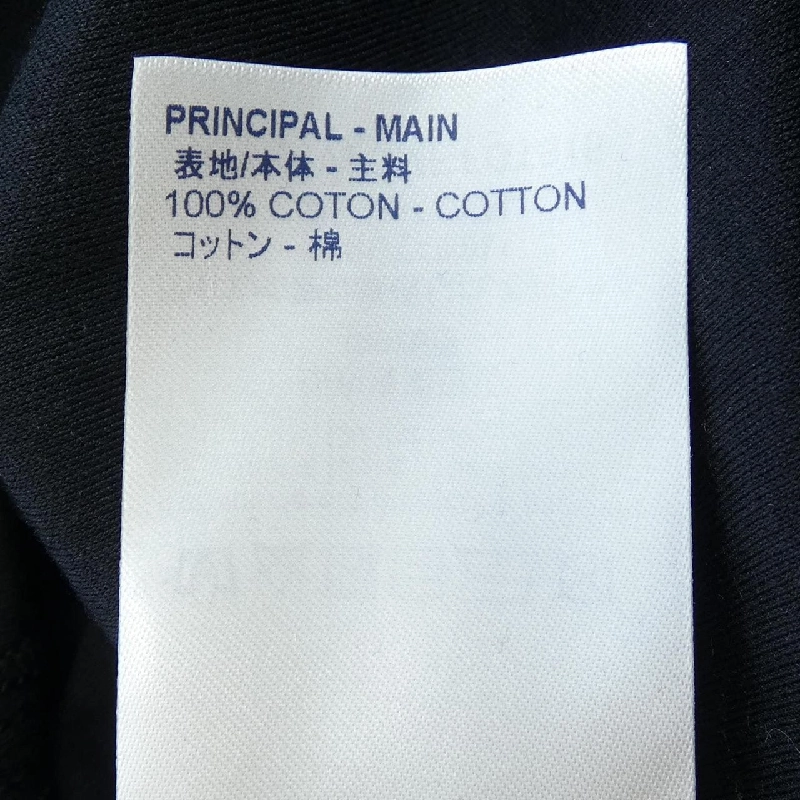 PRINCIPAL - MAIN
表地/本体 - 主料
100% COTON - COTTON
コットン - 棉